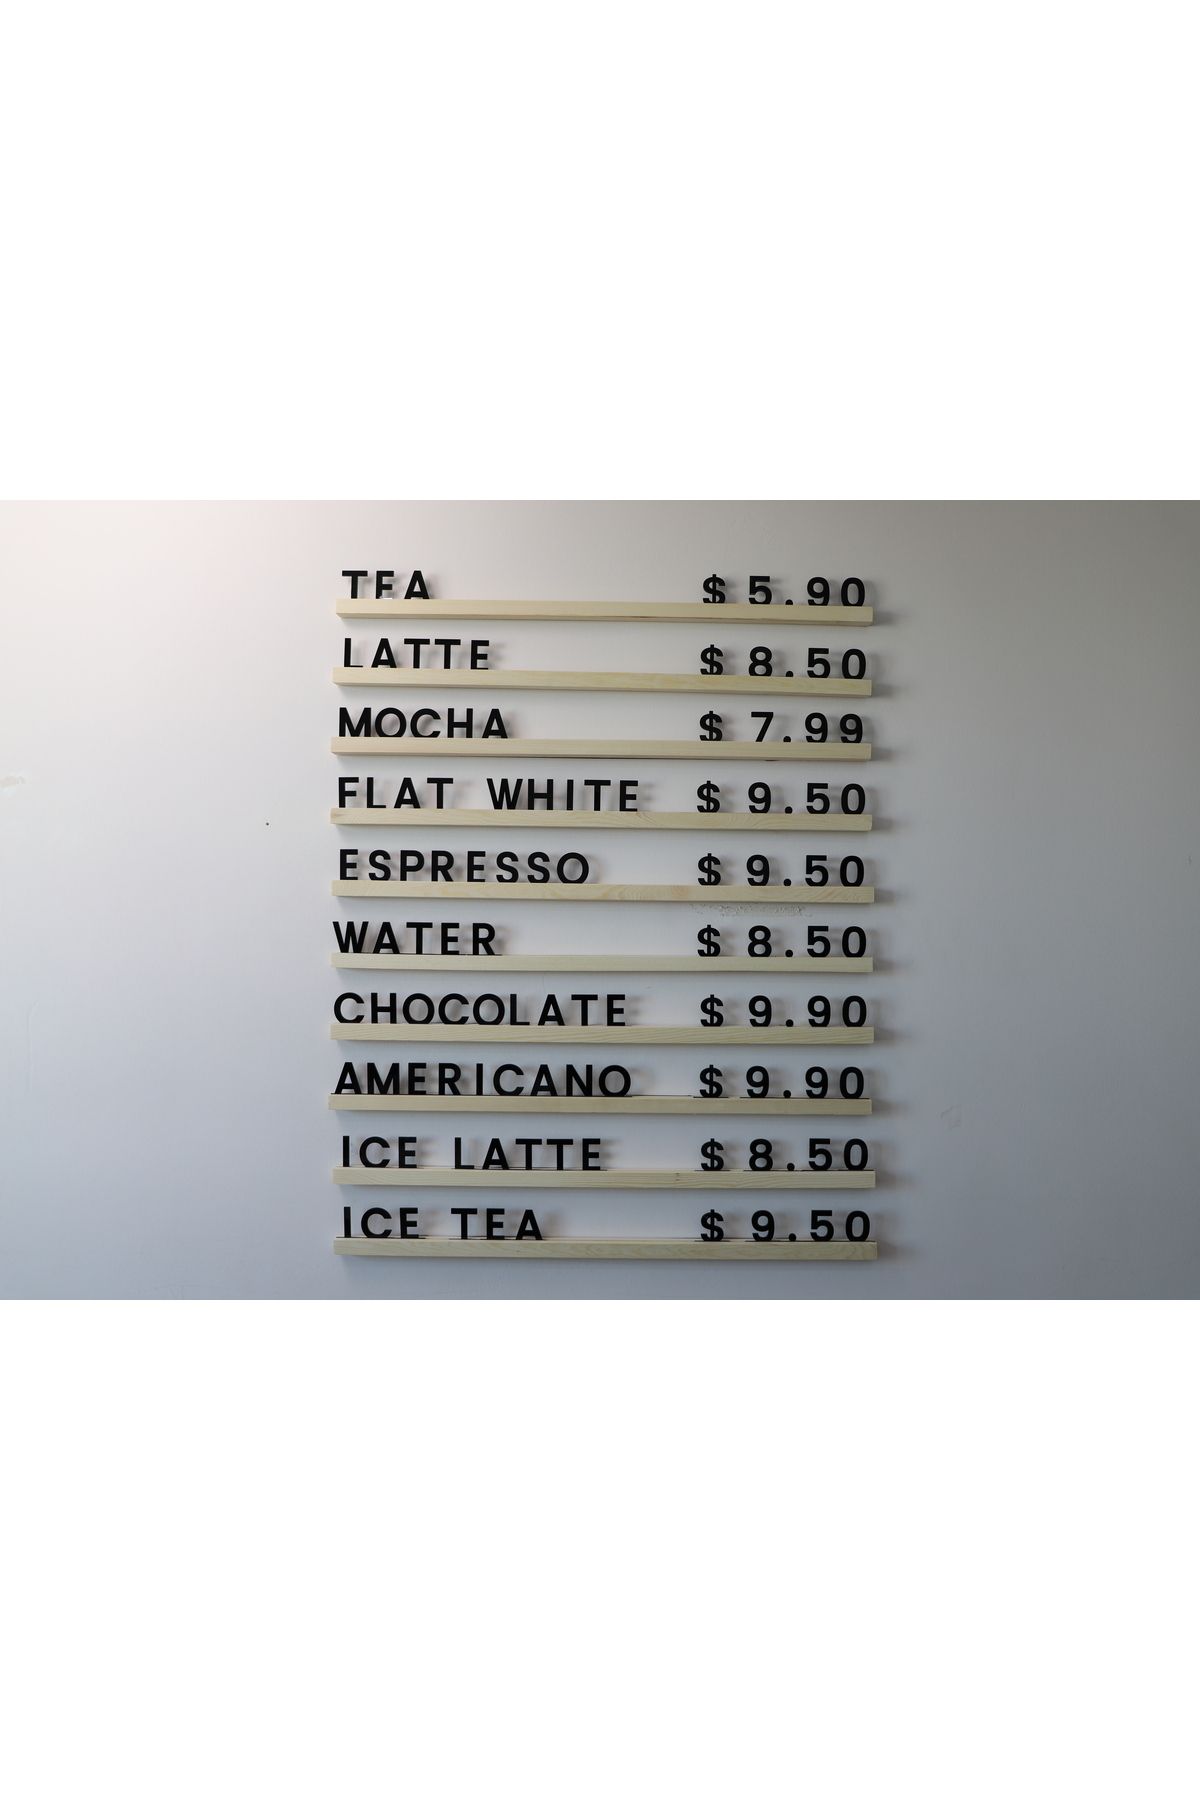 TEA $ 5.90
LATTE $ 8.50
MOCHA $ 7.99
FLAT WHITE $ 9.50
ESPRESSO $ 9.50
WATER $ 8.50
CHOCOLATE $ 9.90
AMERICANO $ 9.90
ICE LATTE $ 8.50
ICE TEA $ 9.50